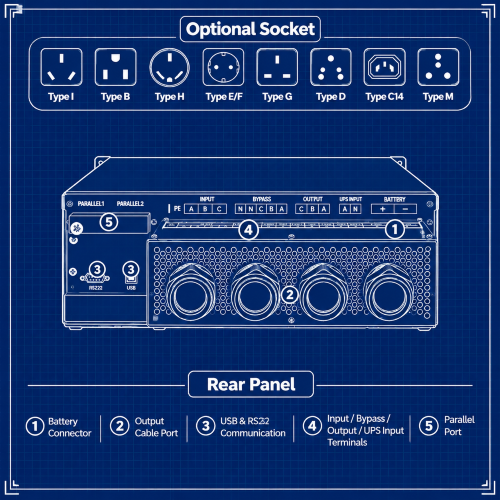 Optional Socket
Type I Type B Type H Type E/F Type G Type D Type C14 Type M
PARALLEL1 PARALLEL2
INPUT BYPASS OUTPUT UPS INPUT BATTERY
PE A B C N N C B A C B A A N + −
5
4 1
3 3
RS222 USB
2
Rear Panel
1 Battery Connector
2 Output Cable Port
3 USB & RS232 Communication
4 Input / Bypass / Output / UPS Input Terminals
5 Parallel Port